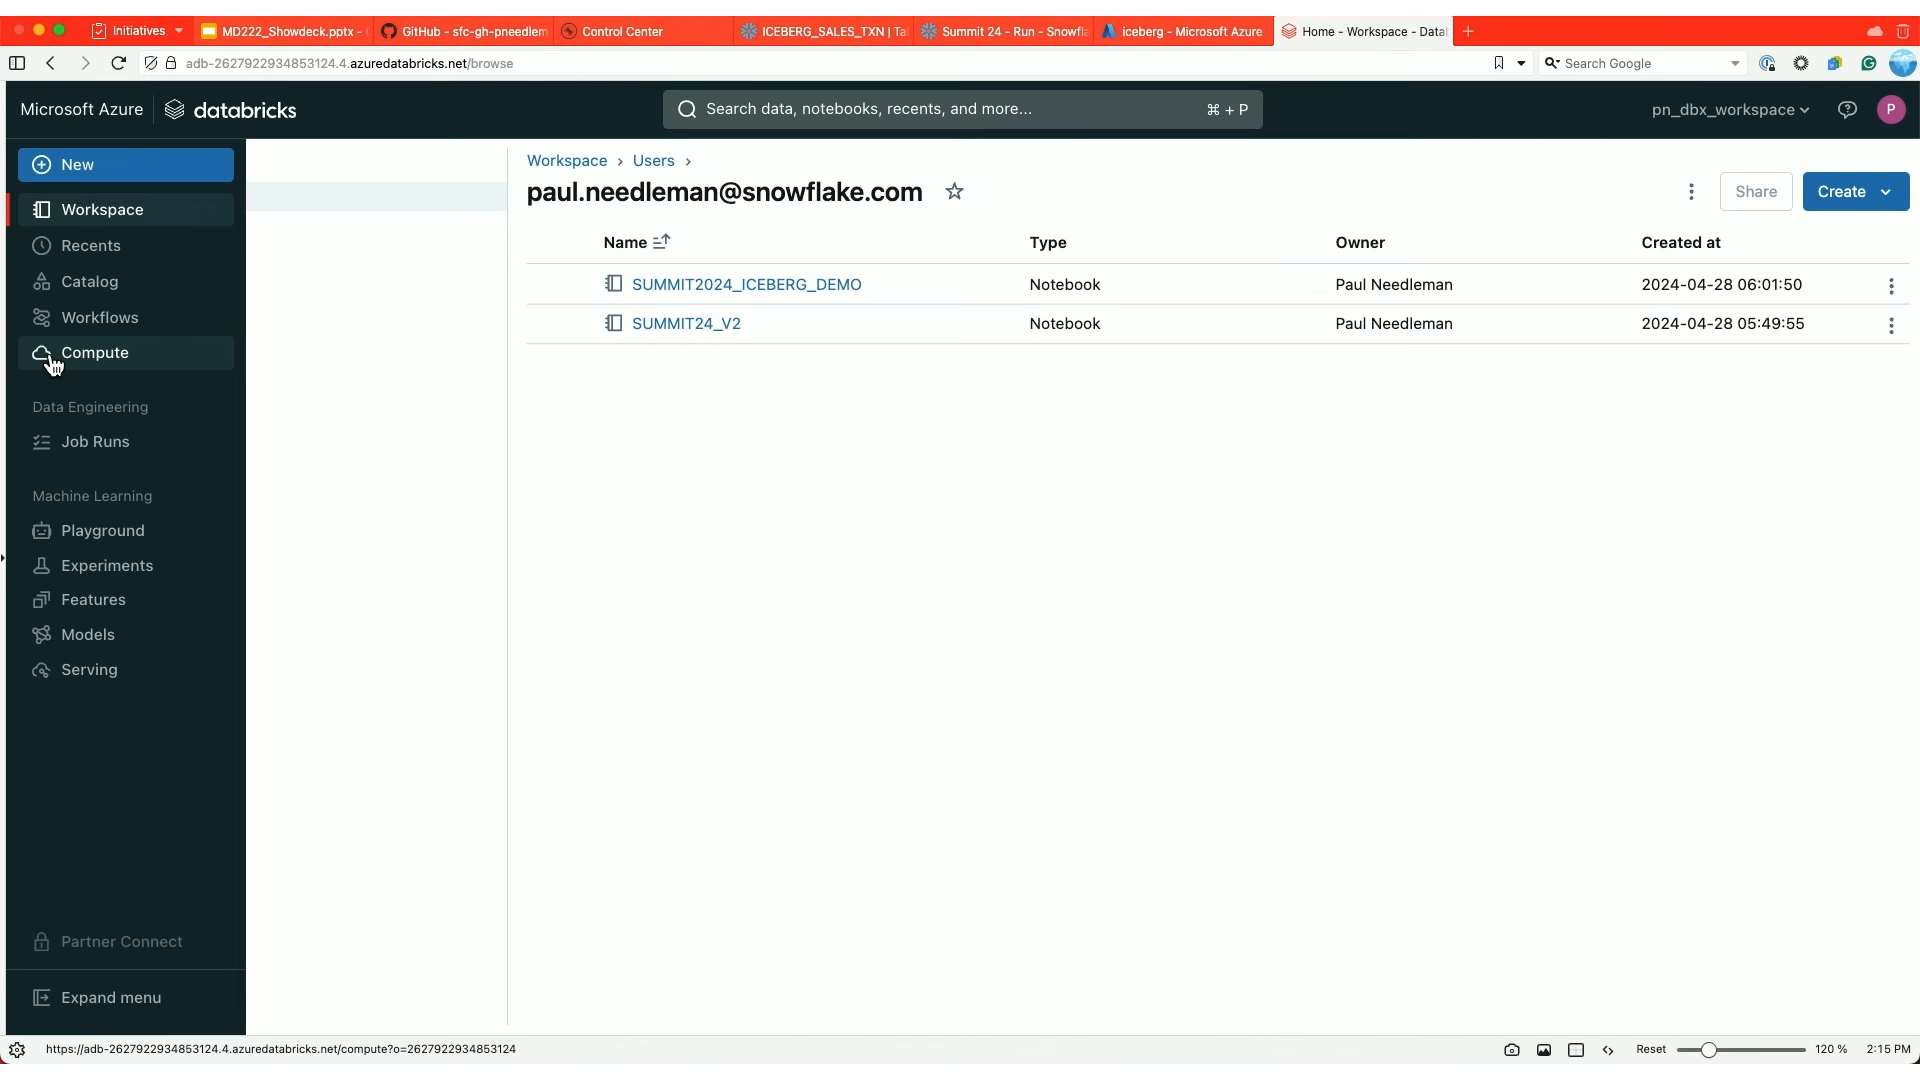 Initiatives
MD222_Showdeck.pptx -
GitHub - sfc-gh-pneedlem
Control Center
ICEBERG_SALES_TXN | Ta
Summit 24 - Run - Snowfla
iceberg - Microsoft Azure
Home - Workspace - Datal
adb-2627922934853124.4.azuredatabricks.net/browse
Search Google
Microsoft Azure
databricks
Search data, notebooks, recents, and more...
⌘ + P
pn_dbx_workspace
P
New
Workspace
Recents
Catalog
Workflows
Compute
Data Engineering
Job Runs
Machine Learning
Playground
Experiments
Features
Models
Serving
Partner Connect
Expand menu
Workspace › Users ›
paul.needleman@snowflake.com
Share
Create
Name Type Owner Created at
SUMMIT2024_ICEBERG_DEMO Notebook Paul Needleman 2024-04-28 06:01:50
SUMMIT24_V2 Notebook Paul Needleman 2024-04-28 05:49:55
https://adb-2627922934853124.4.azuredatabricks.net/compute?o=2627922934853124
Reset
120 %
2:15 PM